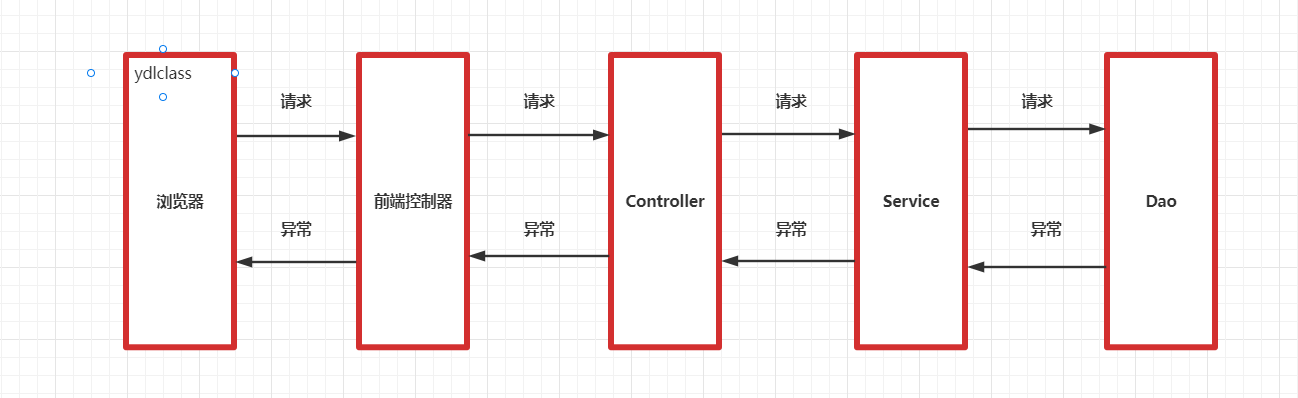 ydlclass
请求
请求
请求
请求
浏览器
前端控制器
Controller
Service
Dao
异常
异常
异常
异常